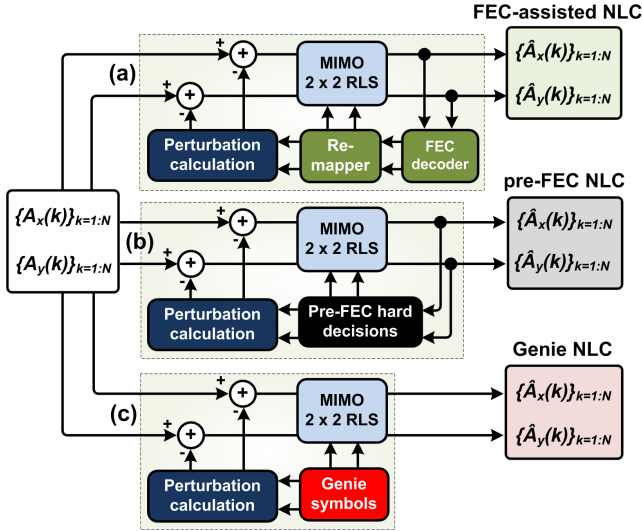 FEC-assisted NLC
(a)
+
+
-
MIMO
2 x 2 RLS
{Âx(k)}k=1:N
+
+
-
{Ây(k)}k=1:N
Perturbation
calculation
Re-
mapper
FEC
decoder
pre-FEC NLC
{Ax(k)}k=1:N
{Ay(k)}k=1:N
(b)
+
+
-
MIMO
2 x 2 RLS
{Âx(k)}k=1:N
+
+
-
{Ây(k)}k=1:N
Perturbation
calculation
Pre-FEC hard
decisions
Genie NLC
(c)
+
+
-
MIMO
2 x 2 RLS
{Âx(k)}k=1:N
+
+
-
{Ây(k)}k=1:N
Perturbation
calculation
Genie
symbols